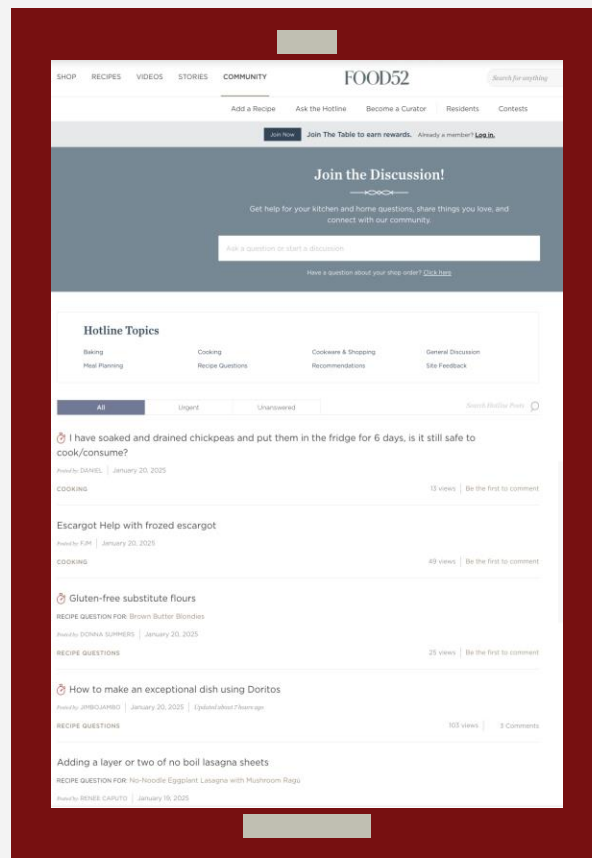 SHOP RECIPES VIDEOS STORIES COMMUNITY FOOD52 Search for anything
Add a Recipe Ask the Hotline Become a Curator Residents Contests
Join Now Join The Table to earn rewards. Already a member? Log in.
Join the Discussion!
Get help for your kitchen and home questions, share things you love, and
connect with our community.
Ask a question or start a discussion
Have a question about your shop order? Click here
Hotline Topics
Baking Cooking Cookware & Shopping General Discussion
Meal Planning Recipe Questions Recommendations Site Feedback
All Urgent Unanswered Search Hotline Posts
I have soaked and drained chickpeas and put them in the fridge for 6 days, is it still safe to
cook/consume?
Posted by DANIEL | January 20, 2025
COOKING 13 views | Be the first to comment
Escargot Help with frozed escargot
Posted by FJM | January 20, 2025
COOKING 49 views | Be the first to comment
Gluten-free substitute flours
RECIPE QUESTION FOR: Brown Butter Blondies
Posted by DONNA SUMMERS | January 20, 2025
RECIPE QUESTIONS 25 views | Be the first to comment
How to make an exceptional dish using Doritos
Posted by JIMBOJAMBO | January 20, 2025 | Updated about 7 hours ago
RECIPE QUESTIONS 103 views | 3 Comments
Adding a layer or two of no boil lasagna sheets
RECIPE QUESTION FOR: No-Noodle Eggplant Lasagna with Mushroom Ragú
Posted by RENEE CAPUTO | January 19, 2025